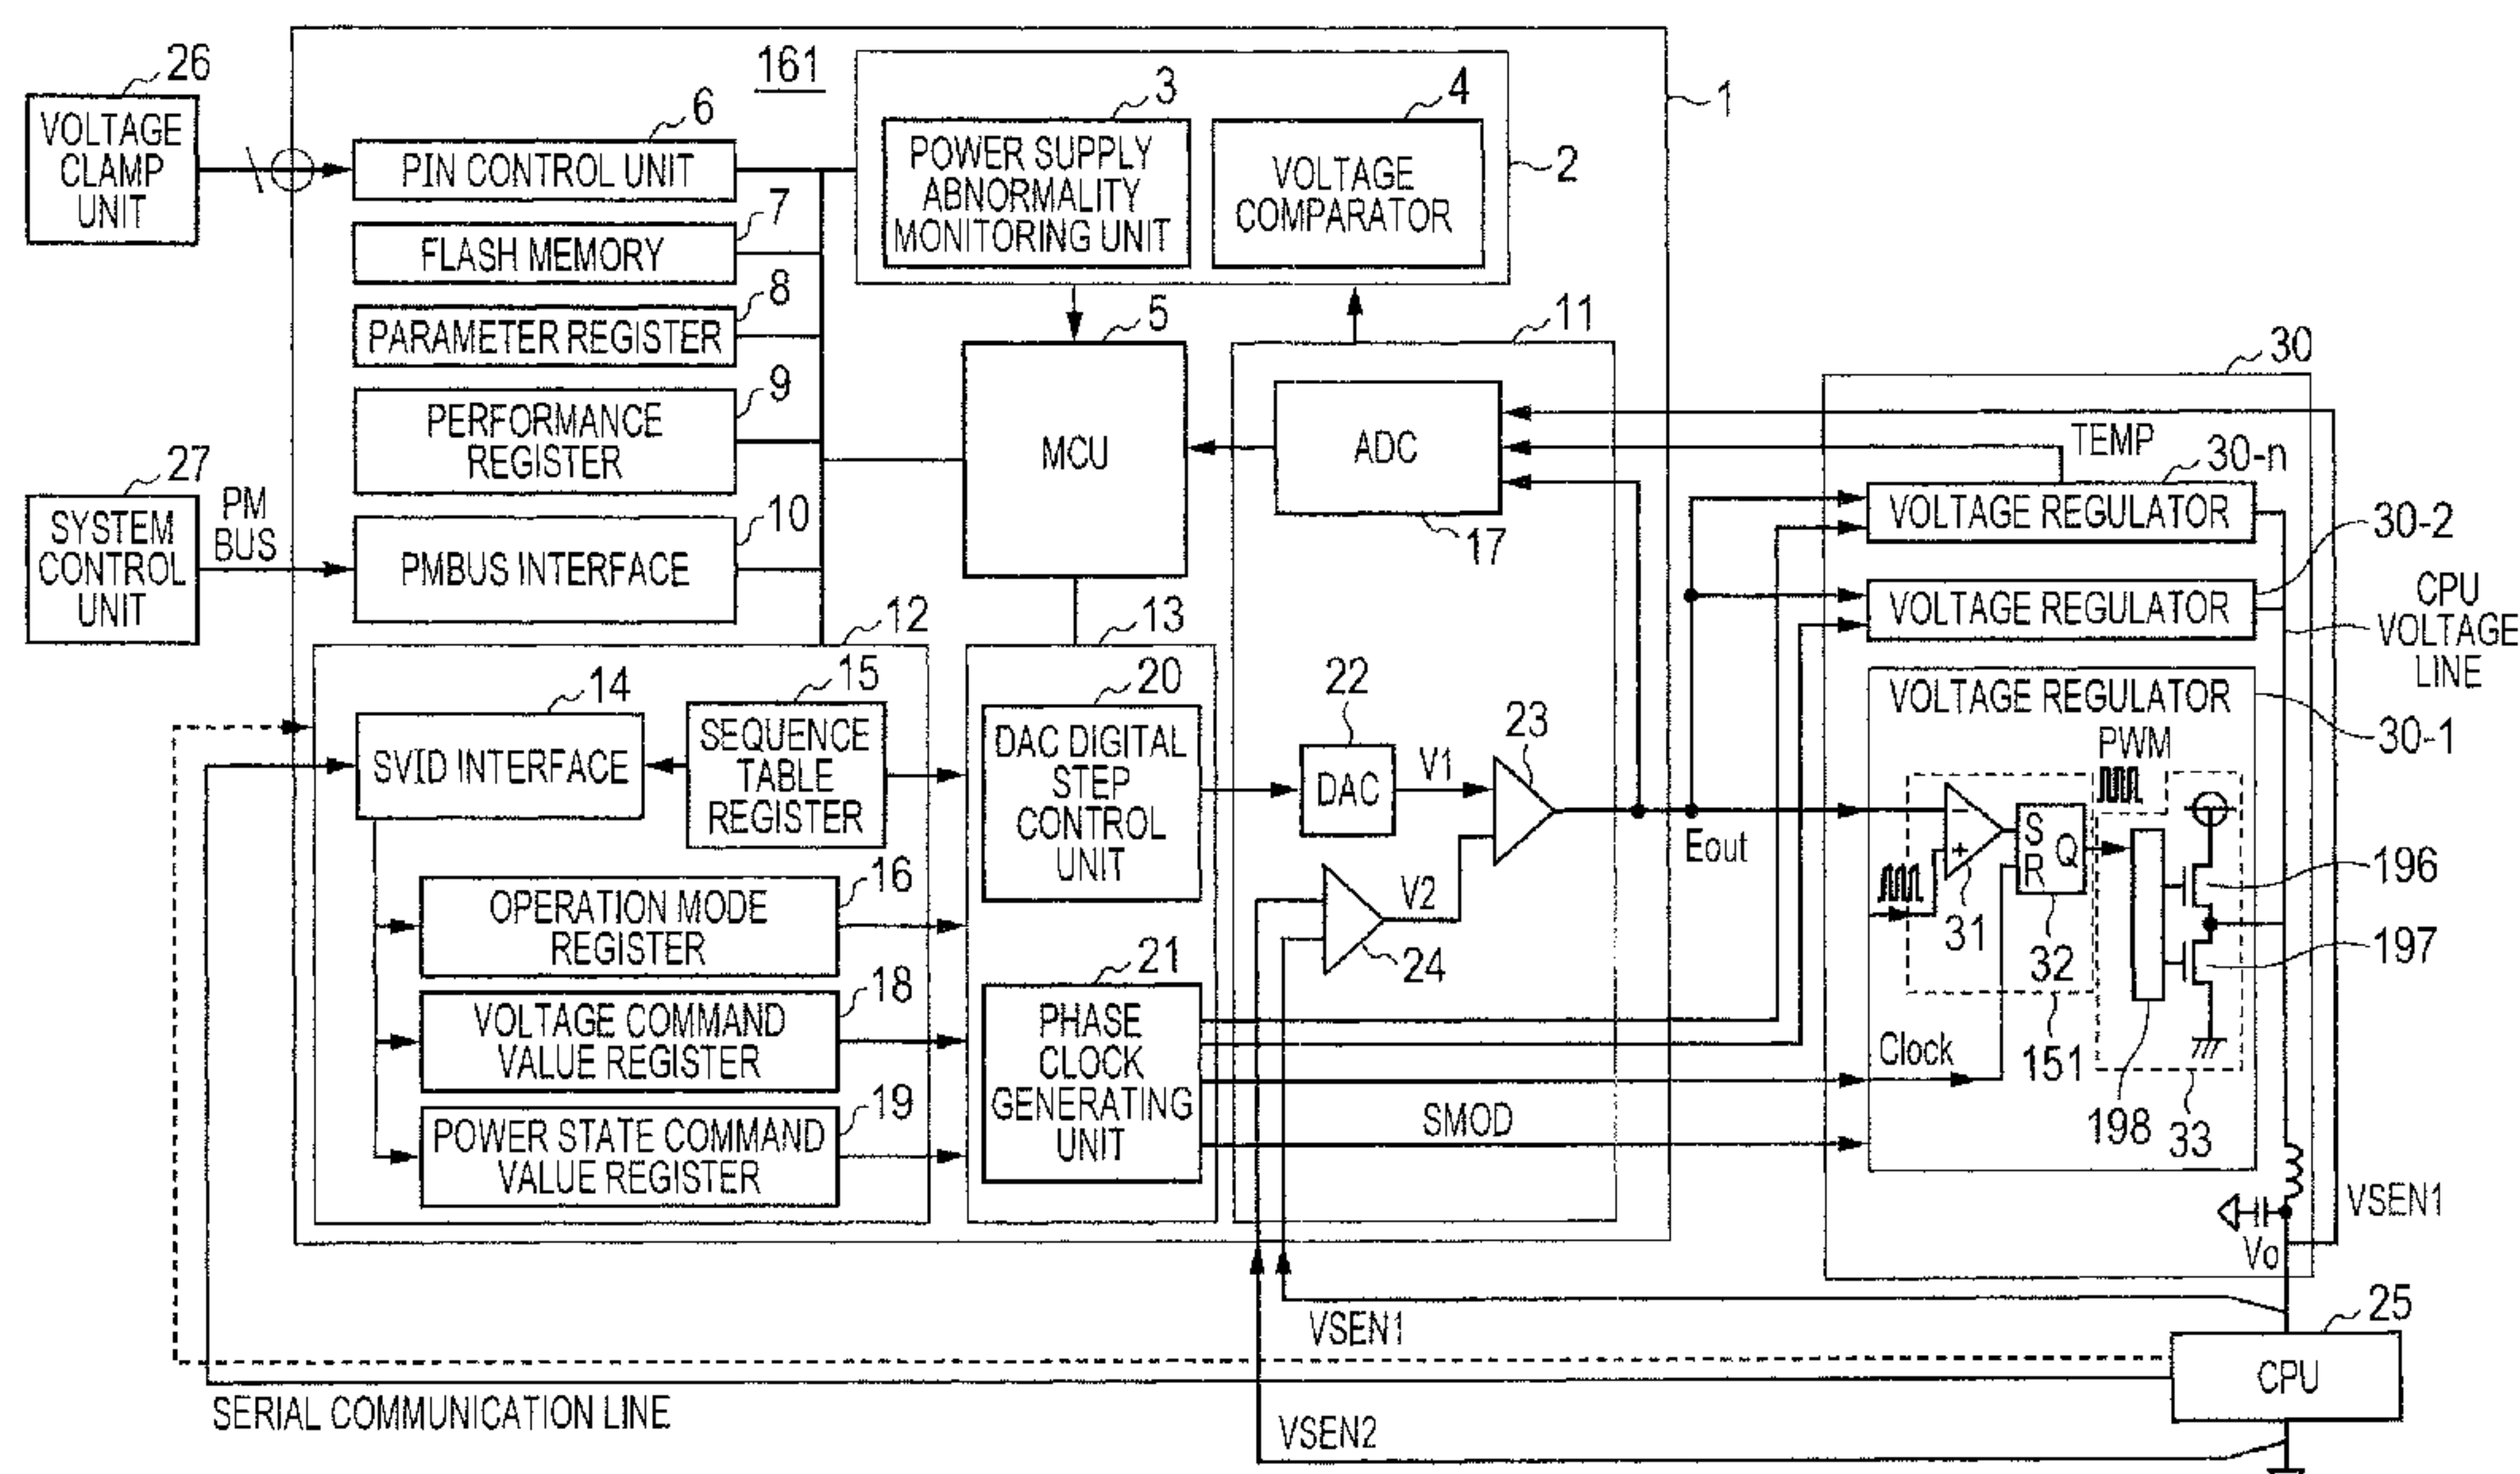 26
VOLTAGE
CLAMP
UNIT
161
6
PIN CONTROL UNIT
7
FLASH MEMORY
8
PARAMETER REGISTER
9
PERFORMANCE
REGISTER
27
SYSTEM
CONTROL
UNIT
PM
BUS
10
PMBUS INTERFACE
3
POWER SUPPLY
ABNORMALITY
MONITORING UNIT
4
VOLTAGE
COMPARATOR
2
1
5
MCU
11
ADC
17
30
TEMP
30-n
VOLTAGE REGULATOR
30-2
VOLTAGE REGULATOR
CPU
VOLTAGE
LINE
12
14
SVID INTERFACE
15
SEQUENCE
TABLE
REGISTER
16
OPERATION MODE
REGISTER
18
VOLTAGE COMMAND
VALUE REGISTER
19
POWER STATE COMMAND
VALUE REGISTER
13
20
DAC DIGITAL
STEP
CONTROL
UNIT
21
PHASE
CLOCK
GENERATING
UNIT
22
DAC
V1
23
V2
24
Eout
SMOD
VOLTAGE REGULATOR
30-1
PWM
-
+
31
S
R
Q
32
196
197
Clock
151
198
33
VSEN1
Vo
VSEN1
25
CPU
SERIAL COMMUNICATION LINE
VSEN2